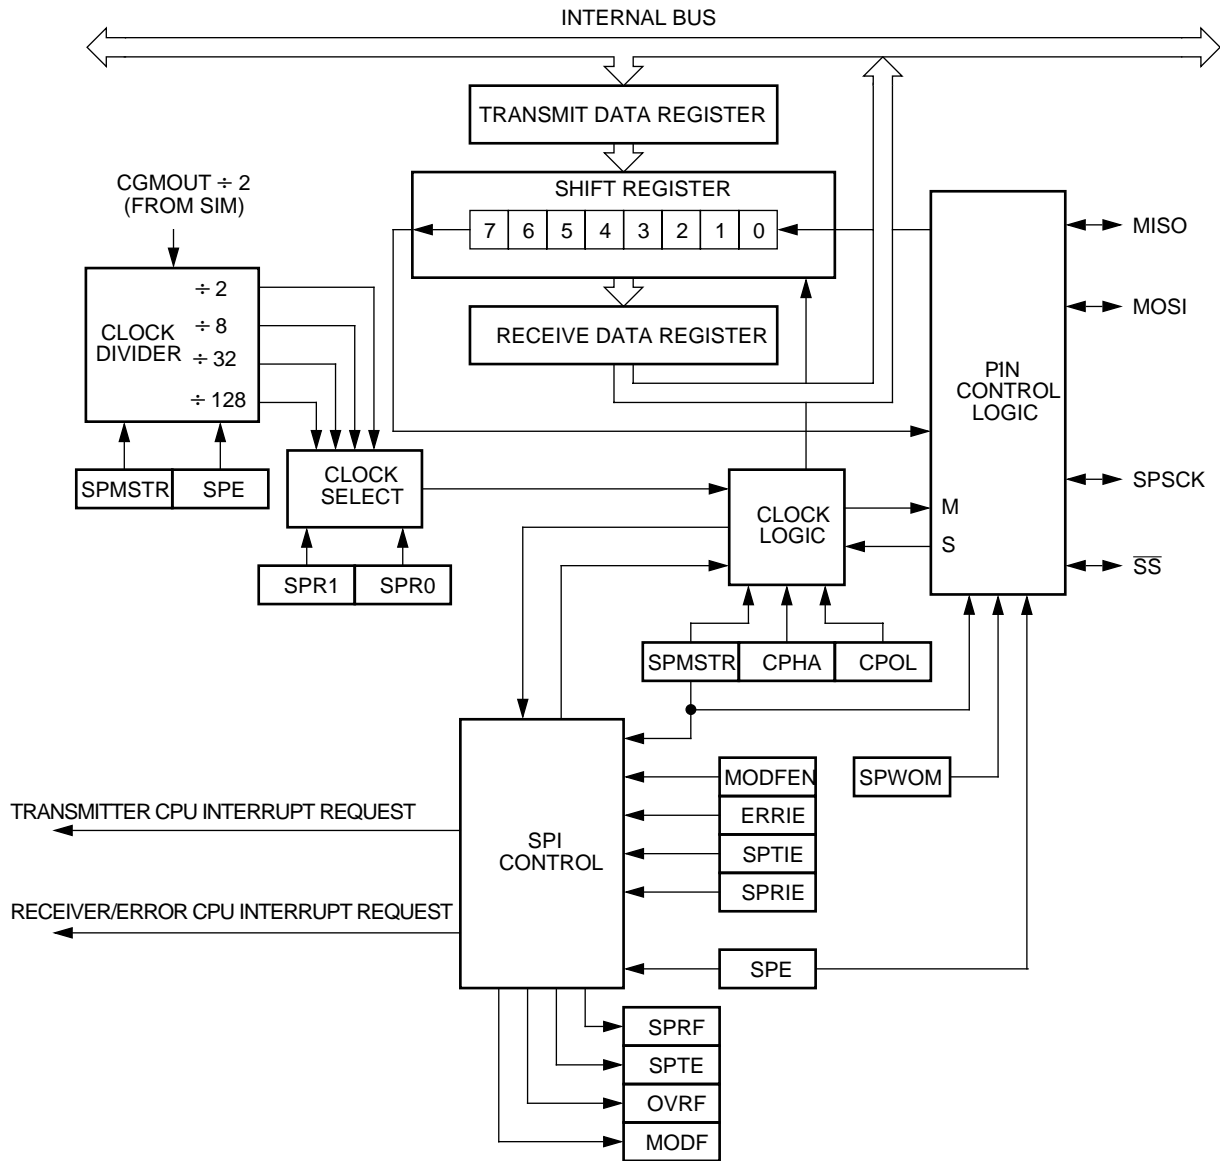 INTERNAL BUS
TRANSMIT DATA REGISTER
SHIFT REGISTER
7 6 5 4 3 2 1 0
RECEIVE DATA REGISTER
CGMOUT ÷ 2
(FROM SIM)
CLOCK
DIVIDER
÷ 2
÷ 8
÷ 32
÷ 128
SPMSTR SPE
CLOCK
SELECT
SPR1 SPR0
CLOCK
LOGIC
SPMSTR CPHA CPOL
P1N
CONTROL
LOGIC
M
S
MISO
MOSI
SPSCK
S̅S̅
SPI
CONTROL
MODFEN
ERRIE
SPTIE
SPRIE
SPE
SPWOM
TRANSMITTER CPU INTERRUPT REQUEST
RECEIVER/ERROR CPU INTERRUPT REQUEST
SPRF
SPTE
OVRF
MODF